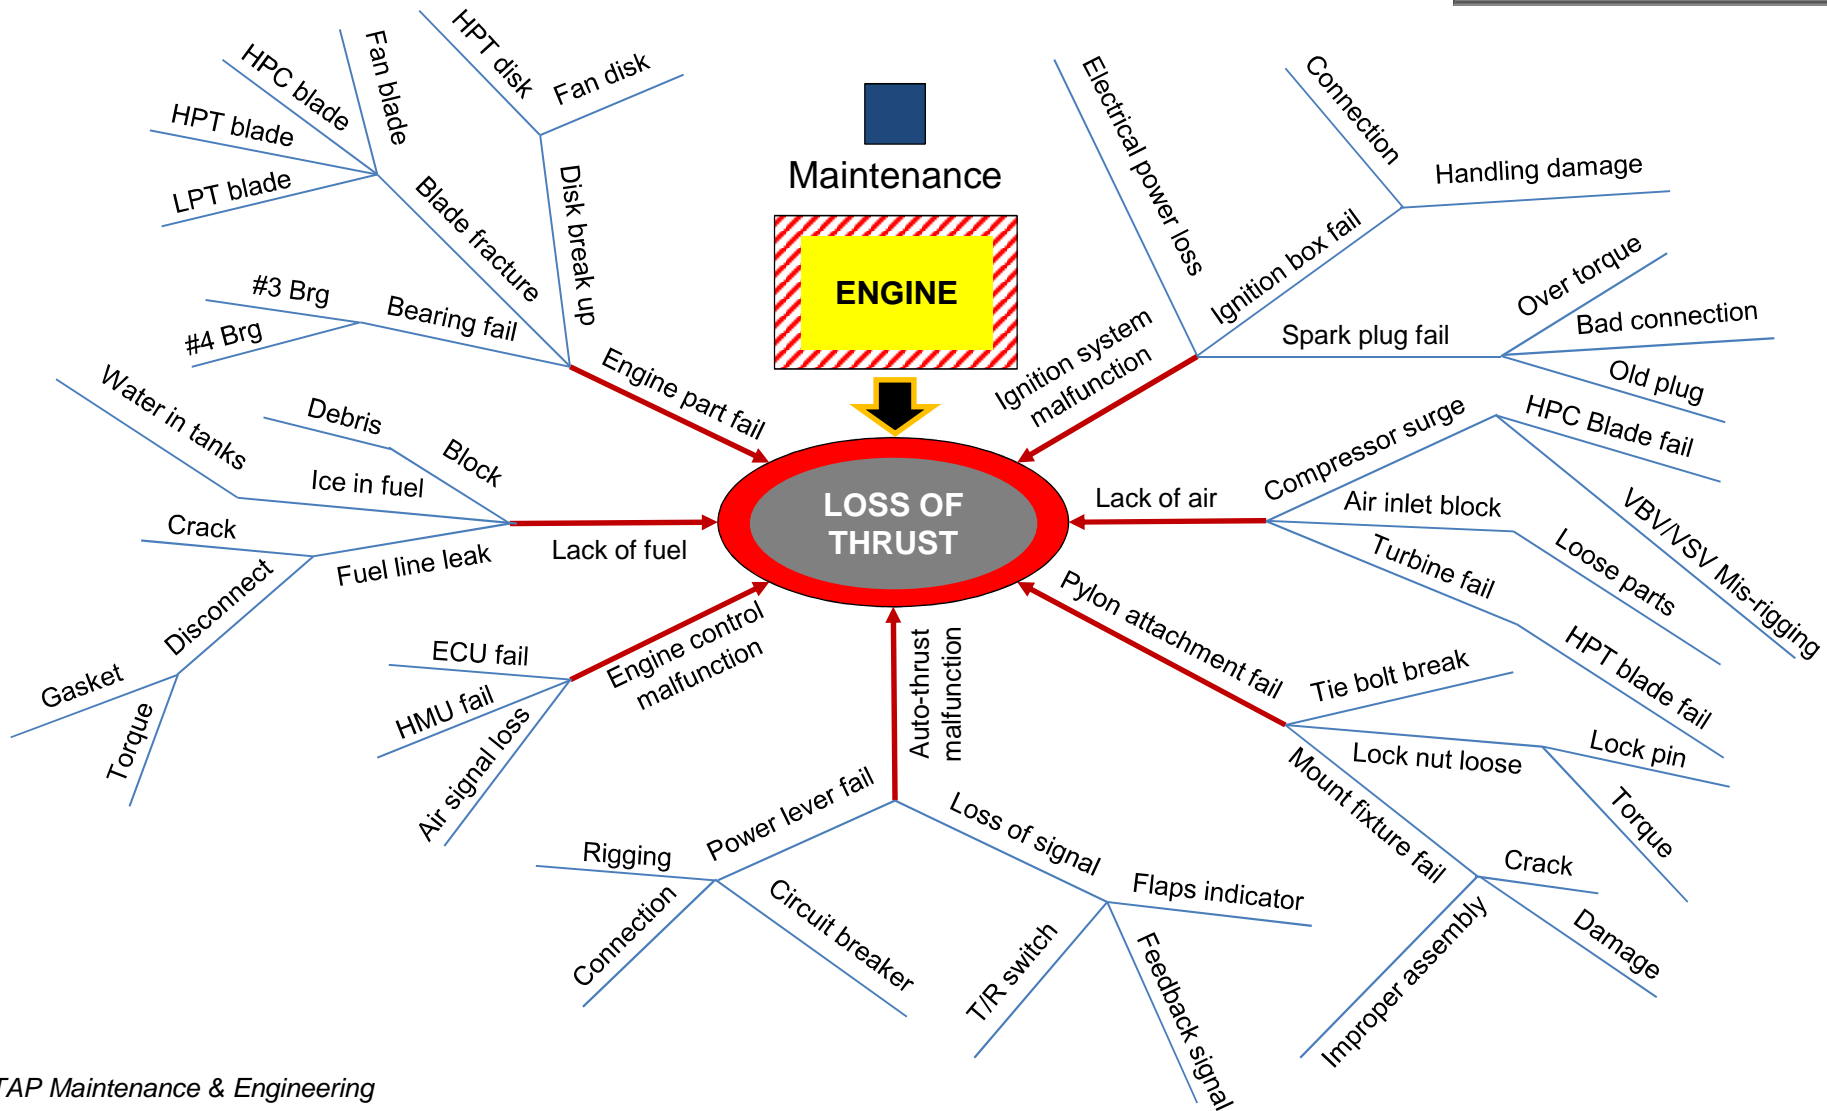 HPT disk
Fan disk
Fan blade
HPC blade
HPT blade
LPT blade
Blade fracture
Disk break up
#3 Brg
#4 Brg
Bearing fail
Engine part fail
Maintenance
ENGINE
Electrical power loss
Connection
Handling damage
Ignition box fail
Over torque
Bad connection
Spark plug fail
Old plug
Ignition system
malfunction
Water in tanks
Debris
Block
Ice in fuel
Crack
Disconnect
Fuel line leak
Lack of fuel
Gasket
Torque
LOSS OF
THRUST
Lack of air
Compressor surge
HPC Blade fail
VBV/VSV Mis-rigging
Air inlet block
Loose parts
Turbine fail
HPT blade fail
ECU fail
HMU fail
Air signal loss
Engine control
malfunction
Auto-thrust
malfunction
Power lever fail
Rigging
Connection
Circuit breaker
Loss of signal
Flaps indicator
T/R switch
Feedback signal
Pylon attachment fail
Tie bolt break
Lock nut loose
Lock pin
Torque
Mount fixture fail
Crack
Damage
Improper assembly
TAP Maintenance & Engineering